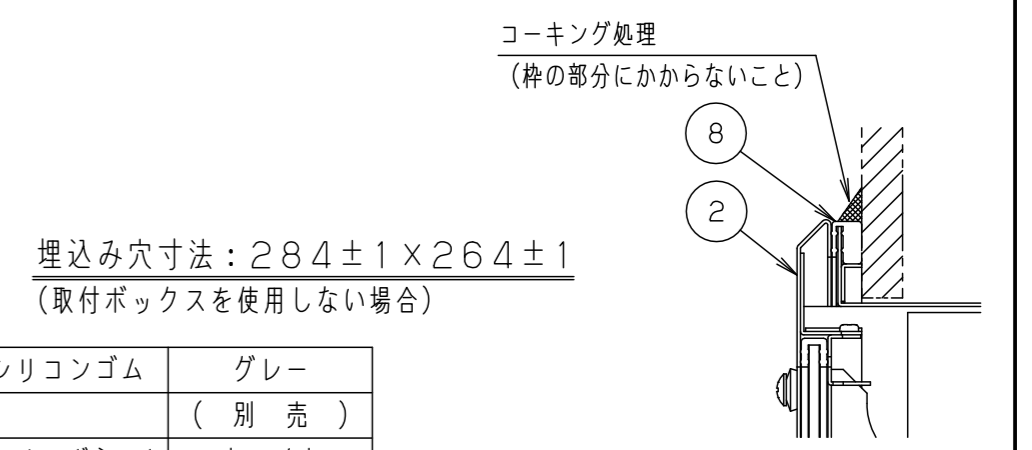 コーキング処理
(枠の部分にかからないこと)
8
2
埋込み穴寸法:284±1×264±1
(取付ボックスを使用しない場合)
シリコンゴム グレー
(別売)